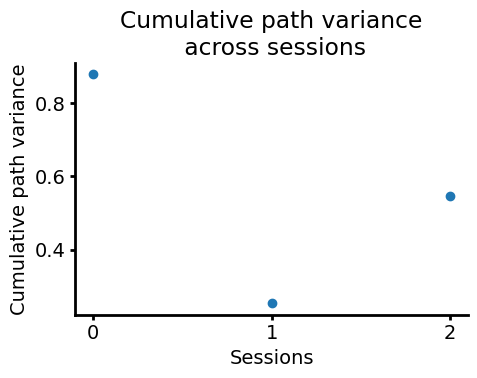 Cumulative path variance
across sessions
Cumulative path variance
0.8
0.6
0.4
0
1
2
Sessions